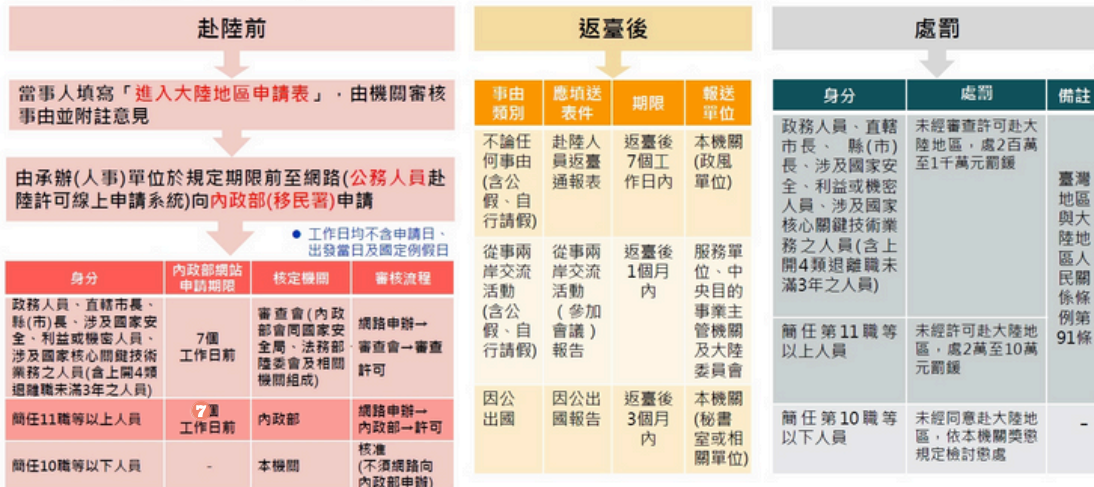 赴陸前
當事人填寫「進入大陸地區申請表」，由機關審核
事由並附註意見
由承辦(人事)單位於規定期限前至網路(公務人員赴
陸許可線上申請系統)向內政部(移民署)申請
● 工作日均不含申請日、
出發當日及國定例假日
身分
內政部網站
申請期限
核定機關
審核流程
政務人員、直轄市長、
縣(市)長、涉及國家安
全、利益或機密人員、
涉及國家核心關鍵技術
業務之人員(含上開4類
退離職未滿3年之人員)
7個
工作日前
審查會(內政
部會同國家安
全局、法務部、
陸委會及相關
機關組成)
網路申辦→
審查會→審查
許可
簡任11職等以上人員
7個
工作日前
內政部
網路申辦→
內政部→許可
簡任10職等以下人員
-
本機關
核准
(不須網路向
內政部申辦)
返臺後
事由
類別
應填送
表件
期限
報送
單位
不論任
何事由
(含公
假、自
行請假)
赴陸人
員返臺
通報表
返臺後
7個工
作日內
本機關
(政風
單位)
從事兩
岸交流
活動
(含公
假、自
行請假)
從事兩
岸交流
活動
(參加
會議)
報告
返臺後
1個月
內
服務單
位、中
央目的
事業主
管機關
及大陸
委員會
因公
出國
因公出
國報告
返臺後
3個月
內
本機關
(秘書
室或相
關單位)
處罰
身分
處罰
備註
政務人員、直轄
市長、縣(市)
長、涉及國家安
全、利益或機密
人員、涉及國家
核心關鍵技術業
務之人員(含上
開4類退離職未
滿3年之人員)
未經審查許可赴大
陸地區，處2百萬
至1千萬元罰鍰
臺灣
地區
與大
陸地
區人
民關
係條
例第
91條
簡任第11職等
以上人員
未經許可赴大陸地
區，處2萬至10萬
元罰鍰
簡任第10職等
以下人員
未經同意赴大陸地
區，依本機關獎懲
規定檢討懲處
-